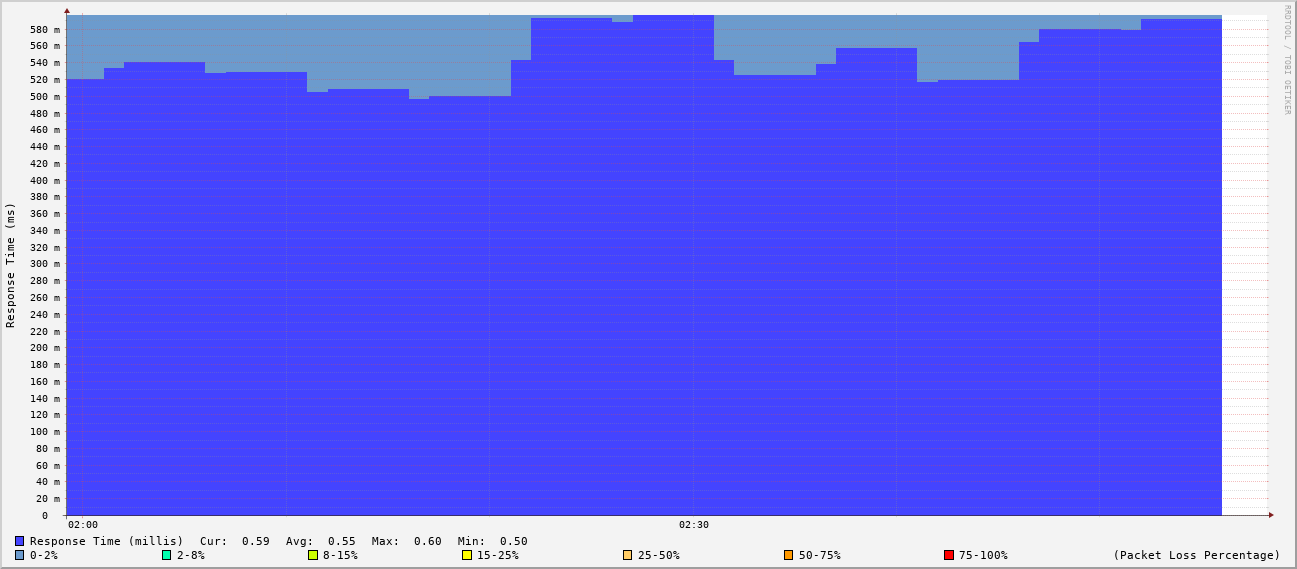 RRDTOOL / TOBI OETIKER
Response Time (ms)
580 m
560 m
540 m
520 m
500 m
480 m
460 m
440 m
420 m
400 m
380 m
360 m
340 m
320 m
300 m
280 m
260 m
240 m
220 m
200 m
180 m
160 m
140 m
120 m
100 m
80 m
60 m
40 m
20 m
0
02:00 02:30
Response Time (millis) Cur: 0.59 Avg: 0.55 Max: 0.60 Min: 0.50
0-2% 2-8% 8-15% 15-25% 25-50% 50-75% 75-100% (Packet Loss Percentage)